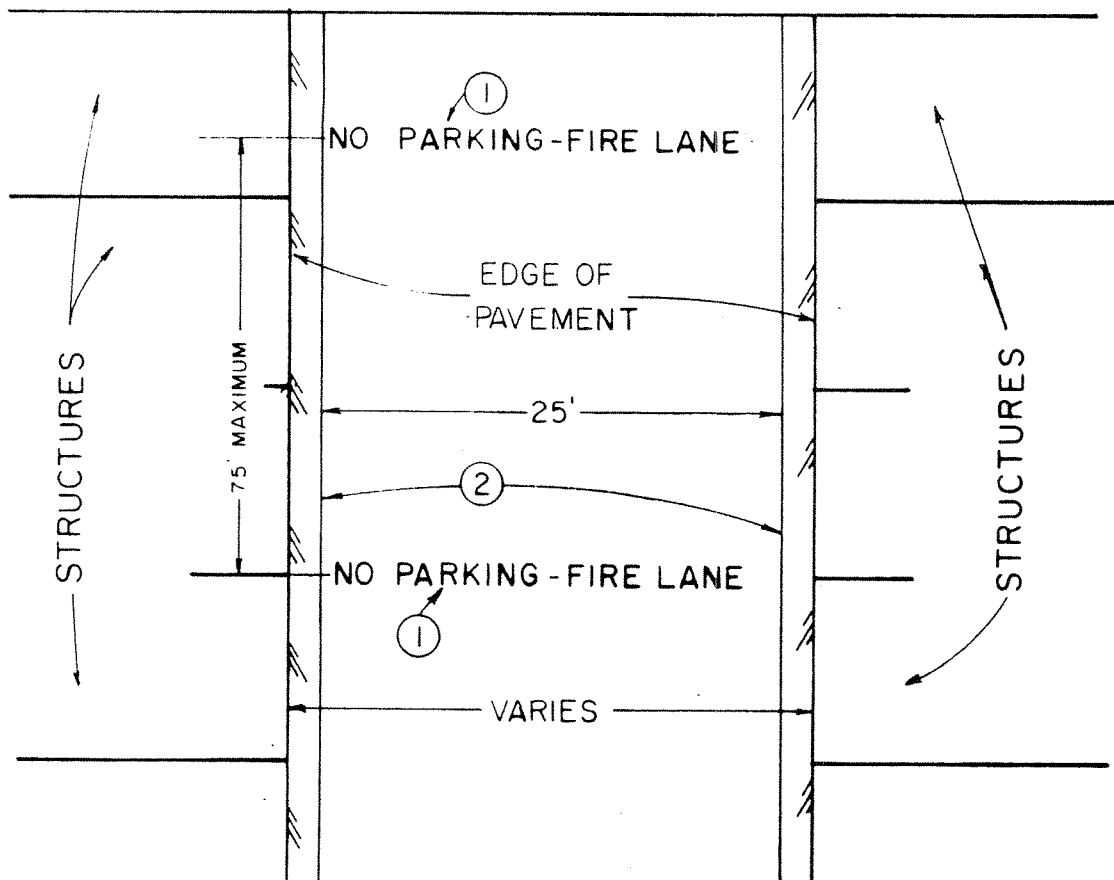 1
NO PARKING-FIRE LANE
EDGE OF
PAVEMENT
STRUCTURES
75' MAXIMUM
25'
STRUCTURES
2
NO PARKING-FIRE LANE
1
VARIES